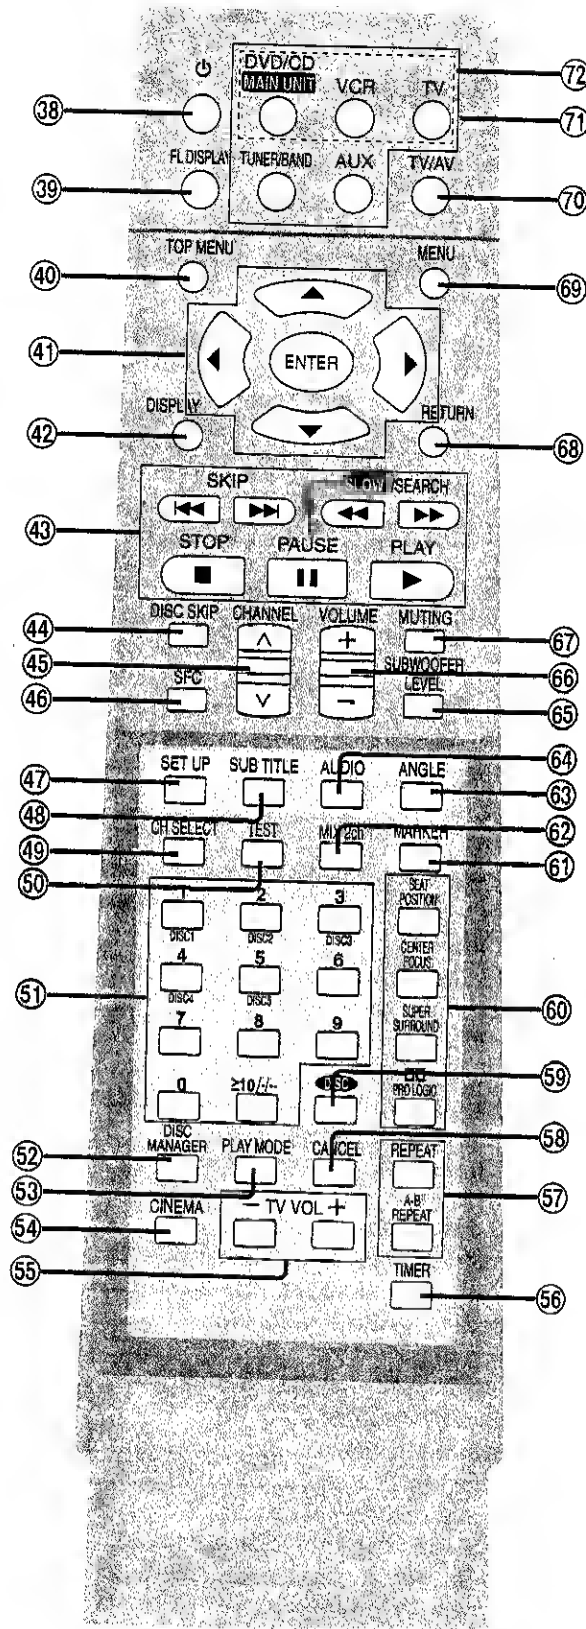 DVD/CD
72
MAIN UNIT VCR TV
38 71
FL DISPLAY TUNER/BAND AUX TV/AV
39 70
TOP MENU MENU
40 69
41 ENTER
DISPLAY RETURN
42 68
SKIP SLOW/SEARCH
43
STOP PAUSE PLAY
DISC SKIP CHANNEL VOLUME MUTING
44 + 67
45 SUBWOOFER 66
SFC LEVEL
46 − 65
SET UP SUB TITLE AUDIO ANGLE
47 64
48 63
CH SELECT TEST MIX 2ch MARKER
49 62
50 61
1 2 3 SEAT
POSITION
DISC1 DISC2 DISC3
4 5 6 CENTER
FOCUS
51 DISC4 DISC5 60
7 8 9 SUPER
SURROUND
0 ≥10/-/-- DISC PRO LOGIC
59
DISC
MANAGER PLAY MODE CANCEL REPEAT
52 58
53 57
CINEMA − TV VOL + A-B
REPEAT
54
55 TIMER
56